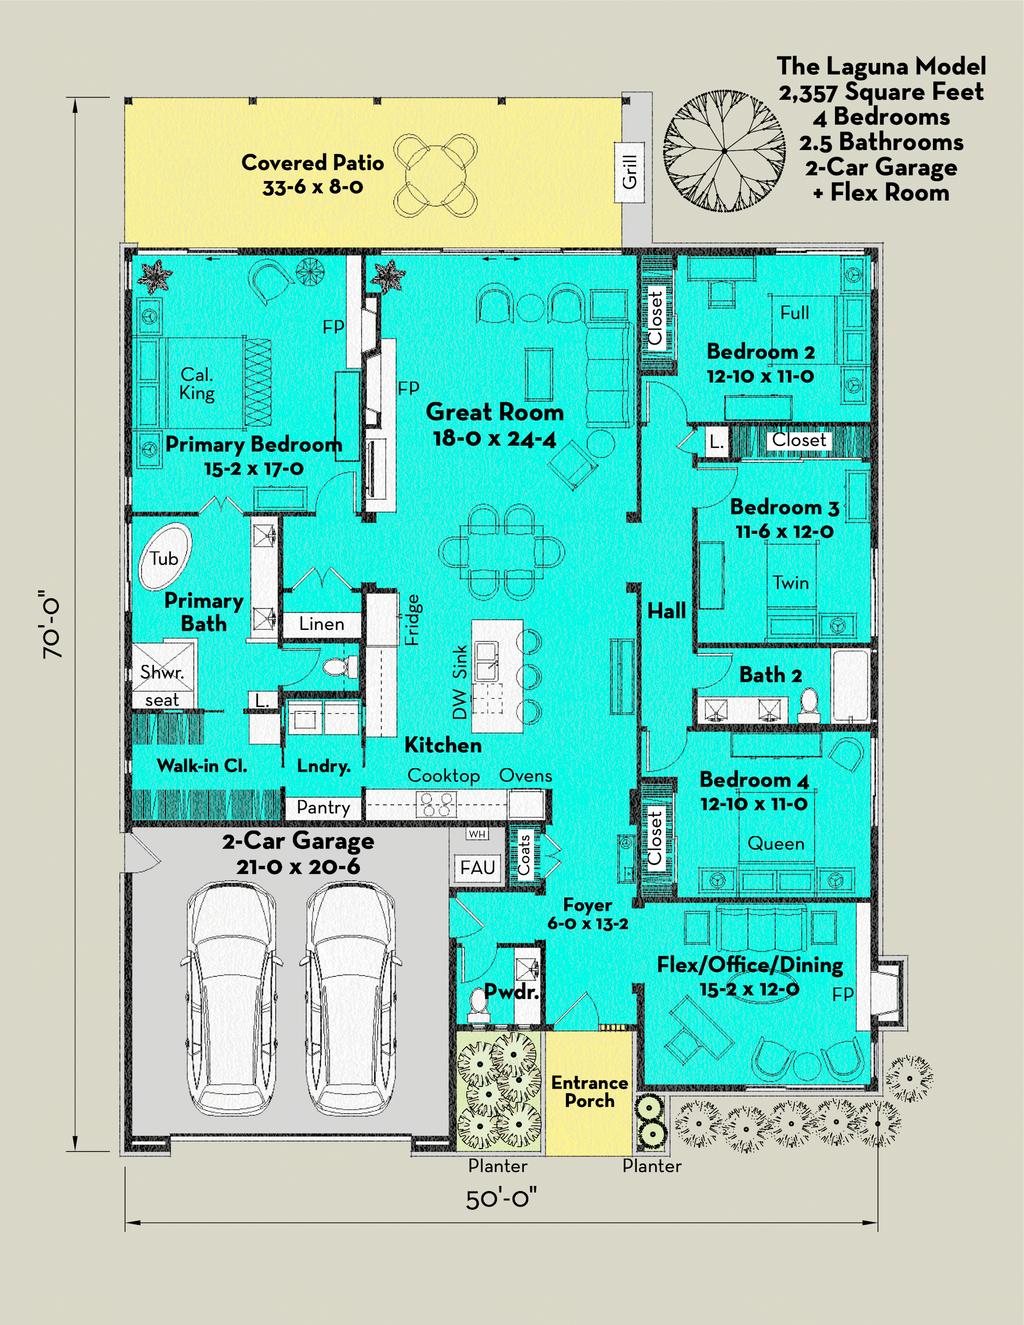 The Laguna Model
2,357 Square Feet
4 Bedrooms
2.5 Bathrooms
2-Car Garage
+ Flex Room
Covered Patio
33-6 x 8-0
Grill
FP
Cal.
King
Primary Bedroom
15-2 x 17-0
FP
Great Room
18-0 x 24-4
Closet
Full
Bedroom 2
12-10 x 11-0
L.
Closet
Bedroom 3
11-6 x 12-0
Twin
Tub
Primary
Bath
Linen
Fridge
Hall
70'-0"
Shwr.
seat
L.
DW Sink
Bath 2
Walk-in Cl.
Lndry.
Kitchen
Cooktop
Ovens
Pantry
Bedroom 4
12-10 x 11-0
Closet
Queen
2-Car Garage
21-0 x 20-6
WH
FAU
Coats
Foyer
6-0 x 13-2
Flex/Office/Dining
15-2 x 12-0
FP
Pwdr.
Entrance
Porch
Planter
Planter
50'-0"